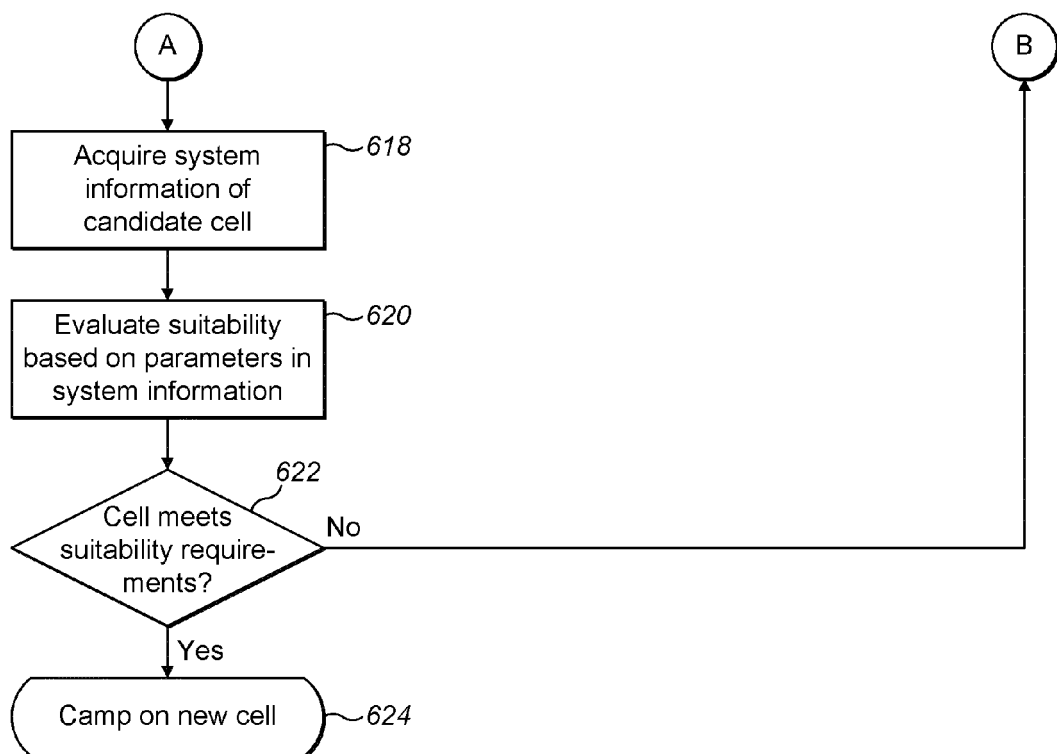 A
B
Acquire system
information of
candidate cell
618
Evaluate suitability
based on parameters in
system information
620
622
Cell meets
suitability require-
ments?
No
Yes
Camp on new cell
624